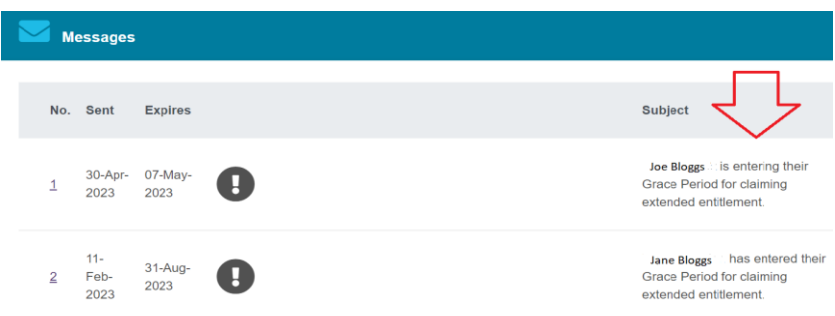 Messages
No. Sent Expires Subject
1 30-Apr-2023 07-May-2023 Joe Bloggs is entering their
Grace Period for claiming
extended entitlement.
2 11-Feb-2023 31-Aug-2023 Jane Bloggs has entered their
Grace Period for claiming
extended entitlement.